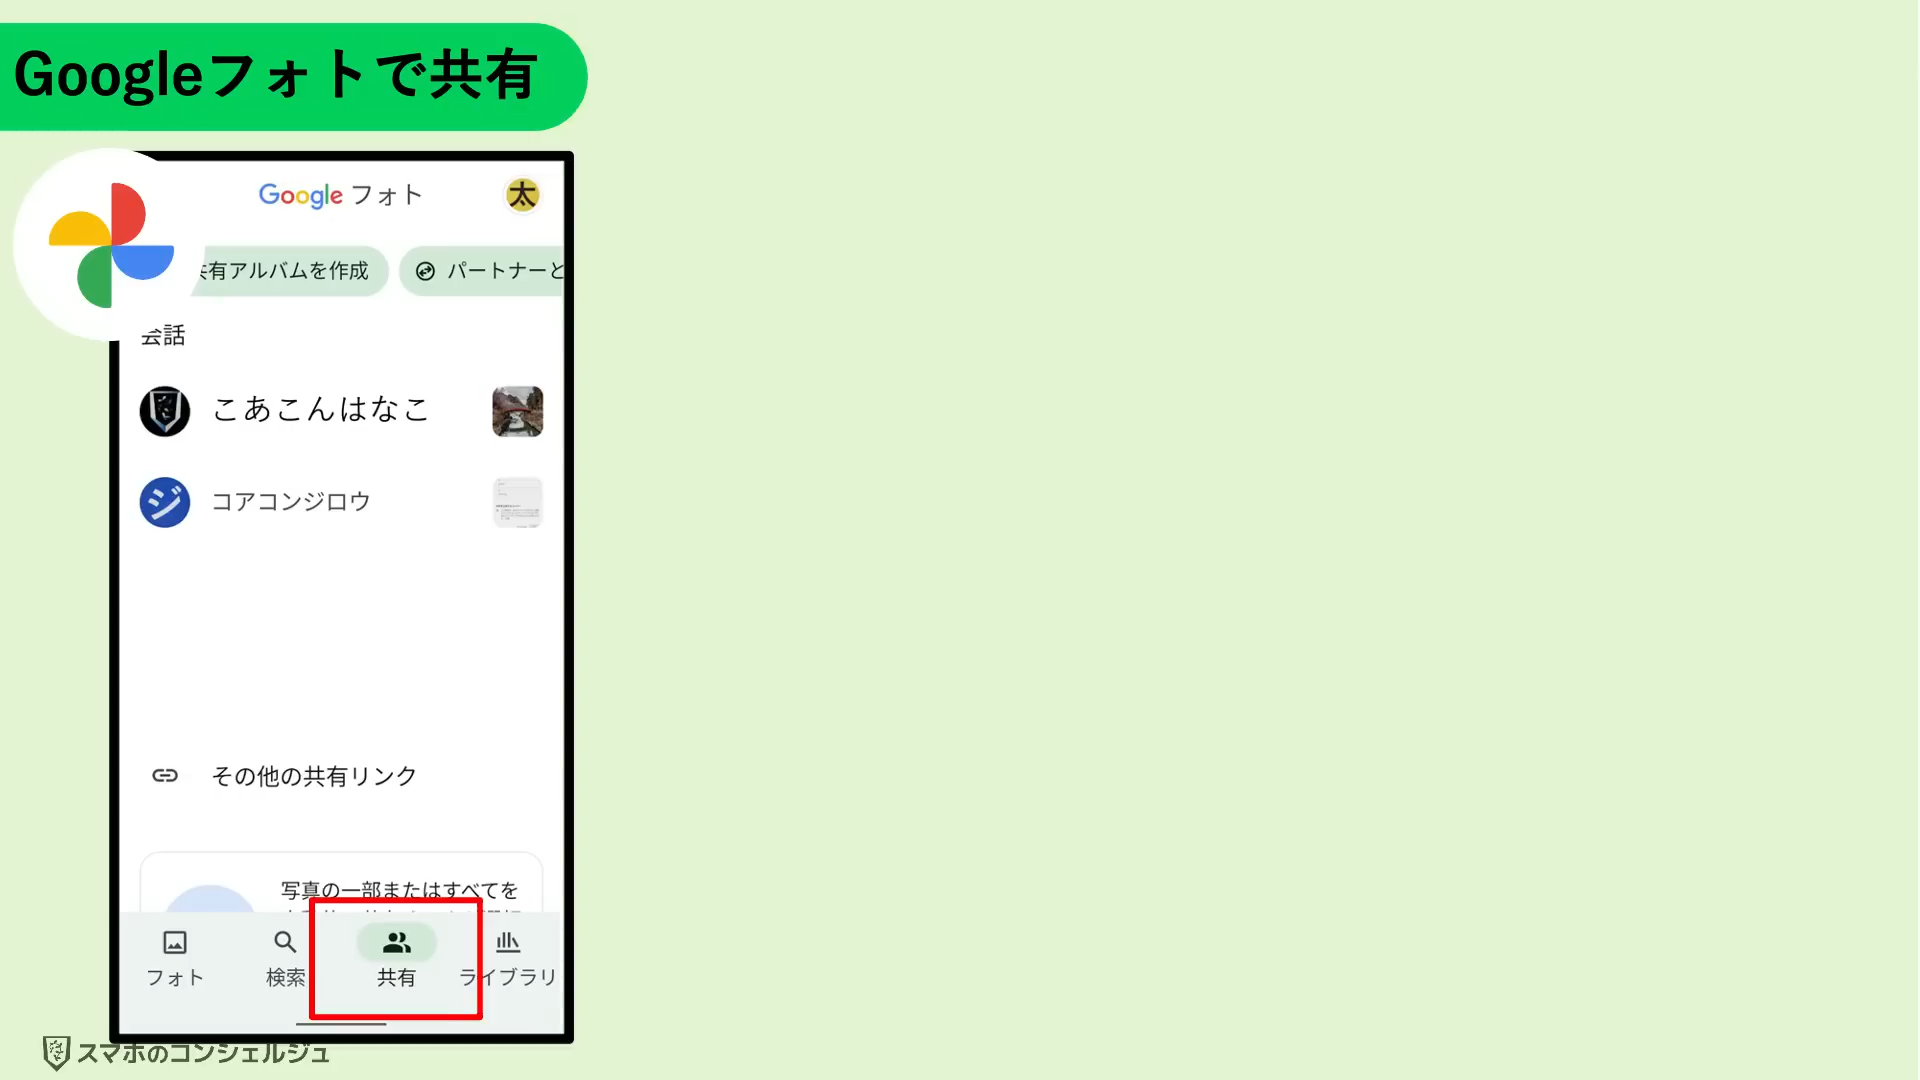 Googleフォトで共有
Google フォト
太
有アルバムを作成
パートナーと
会話
こあこんはなこ
ジ
コアコンジロウ
その他の共有リンク
写真の一部またはすべてを
フォト
検索
共有
ライブラリ
スマホのコンシェルジュ